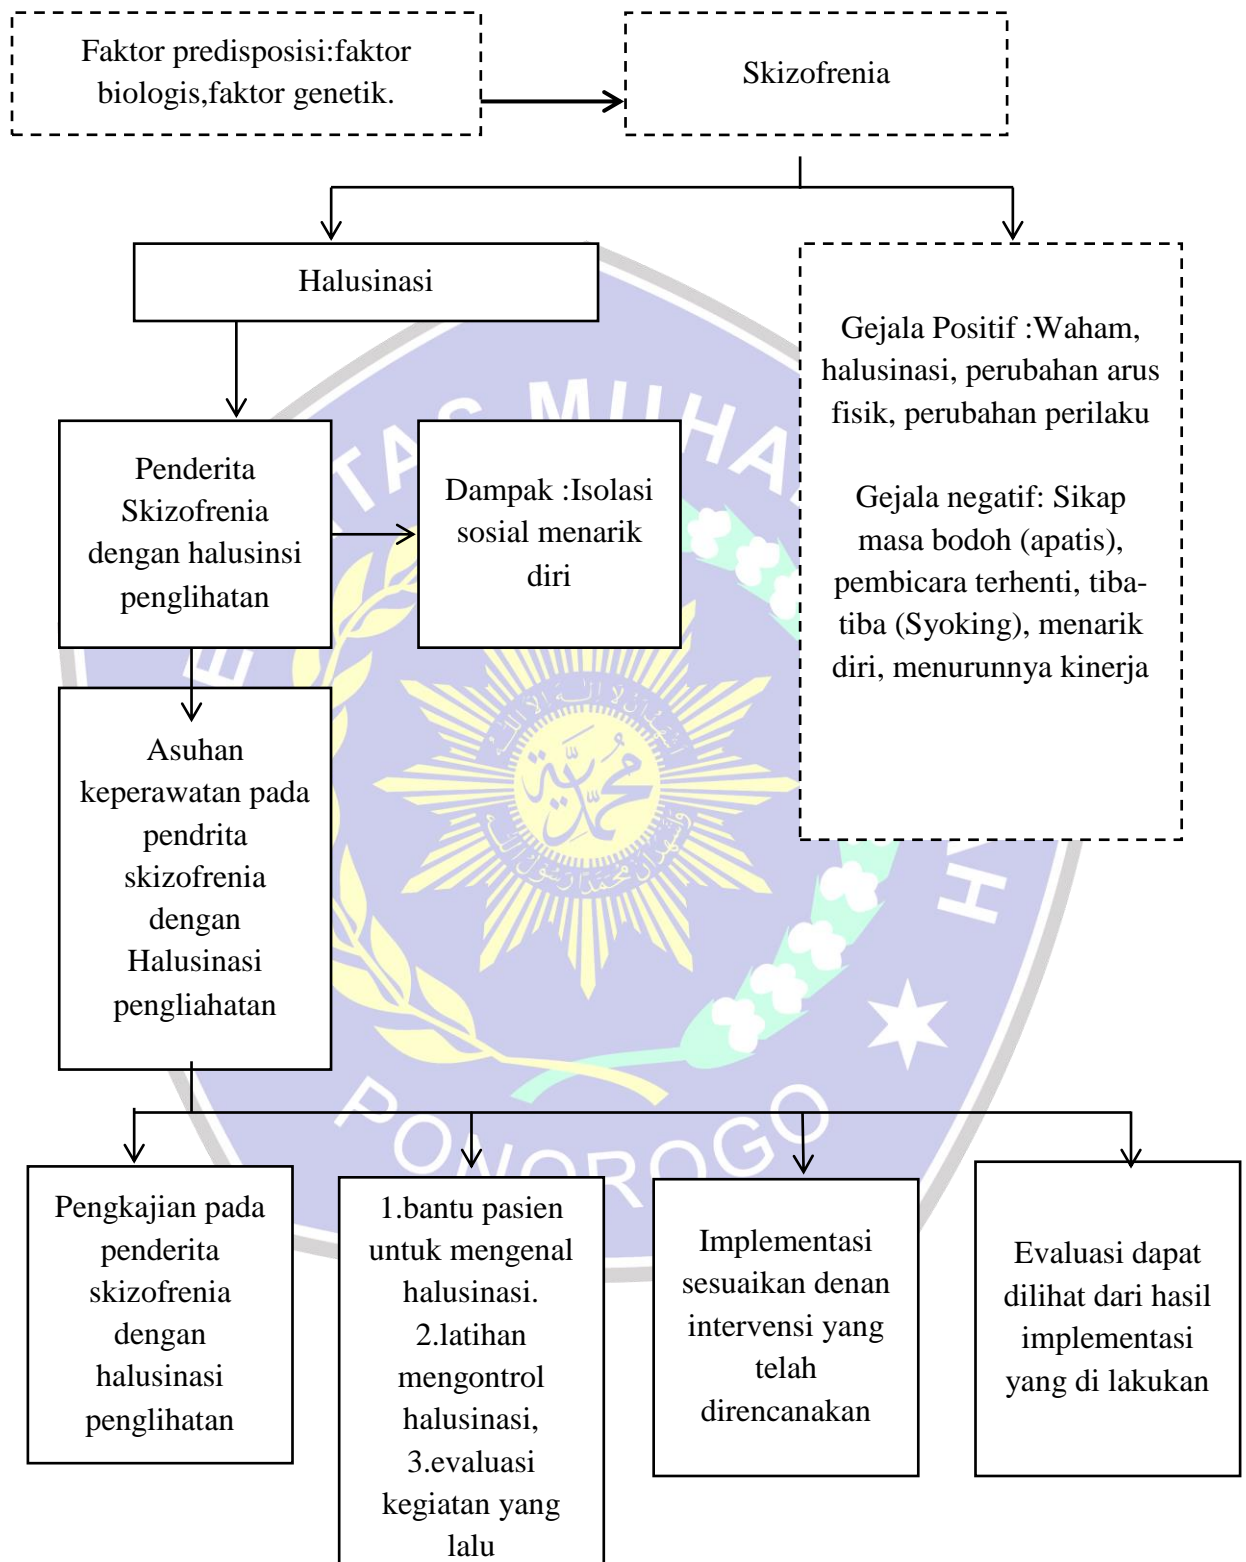 Faktor predisposisi:faktor
biologis,faktor genetik.
Skizofrenia
Halusinasi
Gejala Positif :Waham,
halusinasi, perubahan arus
fisik, perubahan perilaku
Gejala negatif: Sikap
masa bodoh (apatis),
pembicara terhenti, tiba-
tiba (Syoking), menarik
diri, menurunnya kinerja
Penderita
Skizofrenia
dengan halusinsi
penglihatan
Dampak :Isolasi
sosial menarik
diri
Asuhan
keperawatan pada
pendrita
skizofrenia
dengan
Halusinasi
pengliahatan
Pengkajian pada
penderita
skizofrenia
dengan
halusinasi
penglihatan
1.bantu pasien
untuk mengenal
halusinasi.
2.latihan
mengontrol
halusinasi,
3.evaluasi
kegiatan yang
lalu
Implementasi
sesuaikan denan
intervensi yang
telah
direncanakan
Evaluasi dapat
dilihat dari hasil
implementasi
yang di lakukan
PONOROGO
محمدية